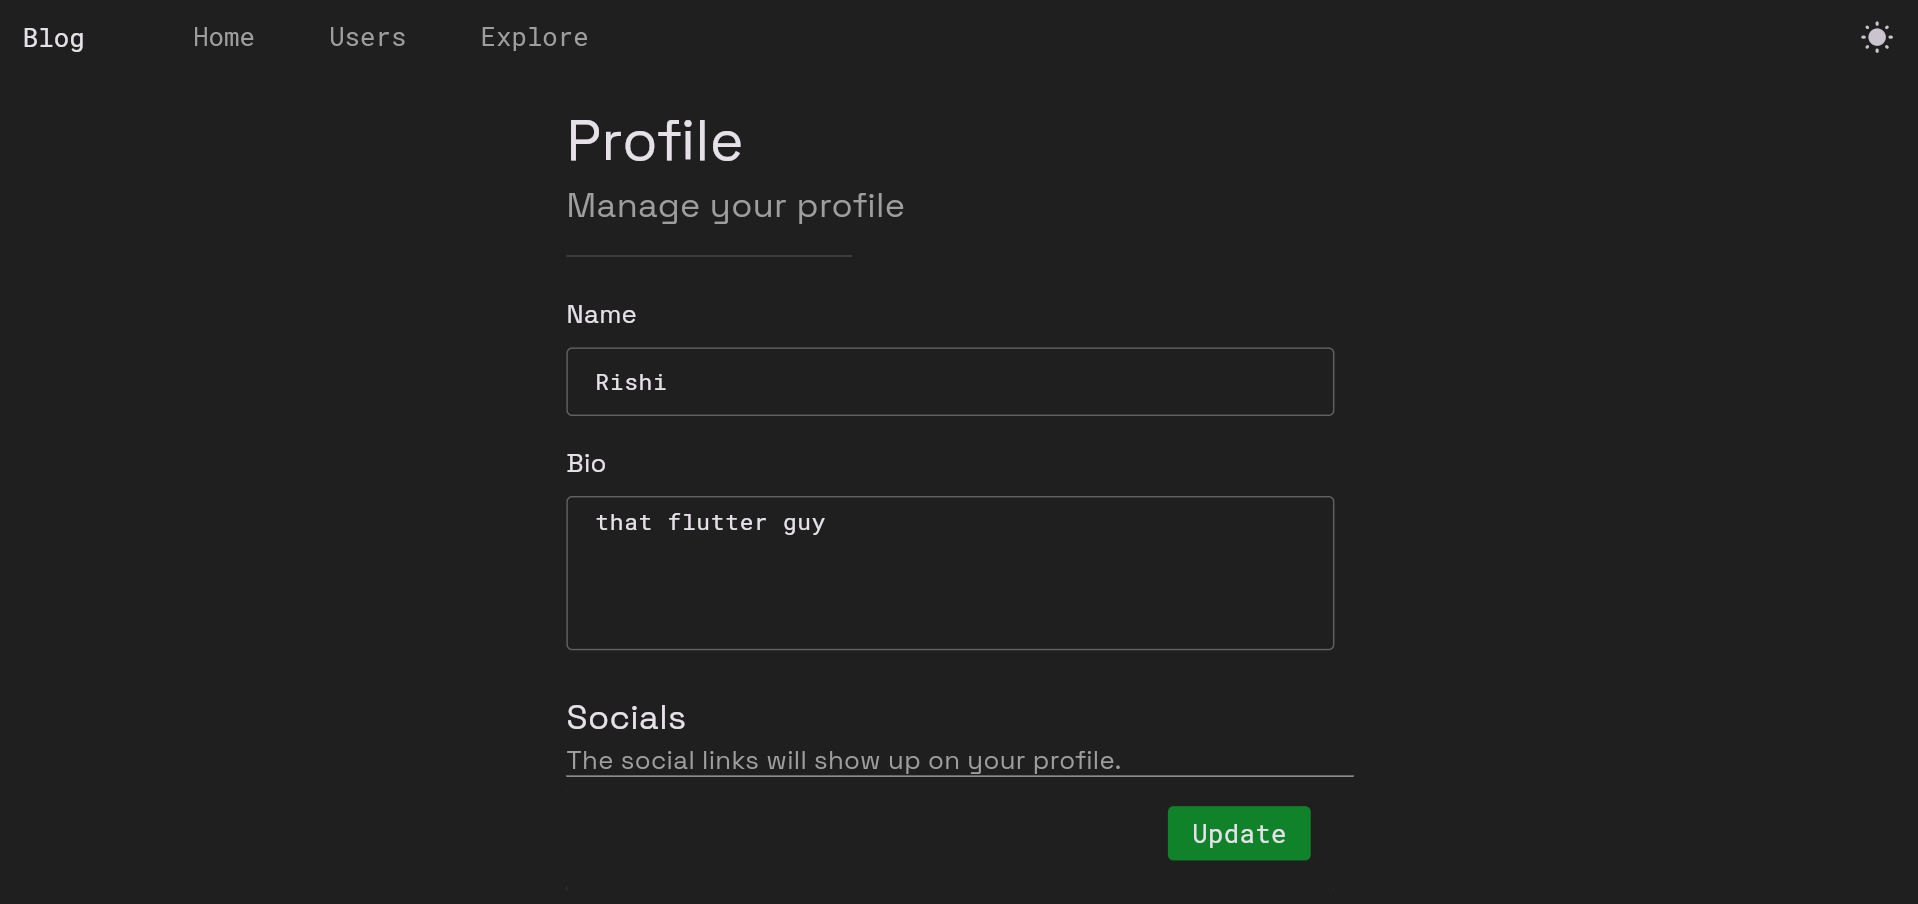 Blog Home Users Explore
Profile
Manage your profile
Name
Rishi
Bio
that flutter guy
Socials
The social links will show up on your profile.
Update